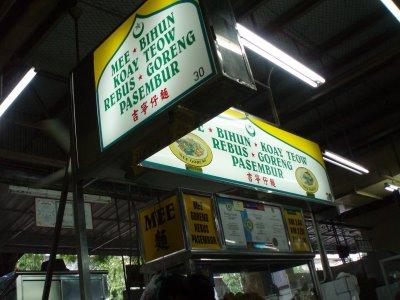 MEE ★ BIHUN
KOAY TEOW
REBUS ★ GORENG
PASEMBUR
30
吉寧仔麵
★ BIHUN ★ KOAY TEOW
REBUS ★ GORENG
PASEMBUR
吉寧仔麵
MEE
麵
MEE
GORENG
REBUS
PASEMBUR